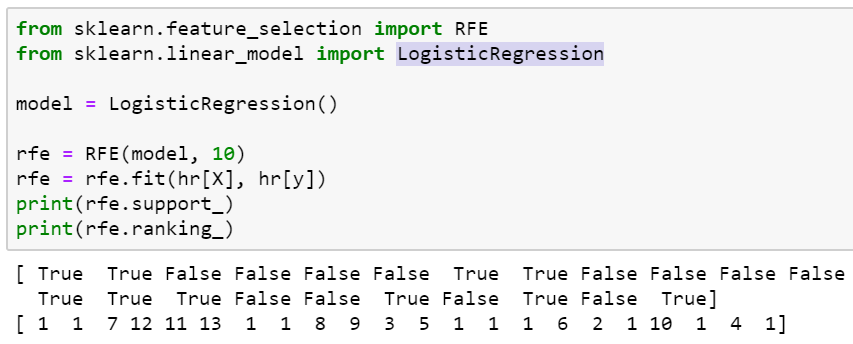 from sklearn.feature_selection import RFE
from sklearn.linear_model import LogisticRegression
model = LogisticRegression()
rfe = RFE(model, 10)
rfe = rfe.fit(hr[X], hr[y])
print(rfe.support_)
print(rfe.ranking_)
[ True  True False False False False  True  True False False False False
  True  True  True False False  True False  True False  True]
[ 1  1  7 12 11 13  1  1  8  9  3  5  1  1  1  6  2  1 10  1  4  1]